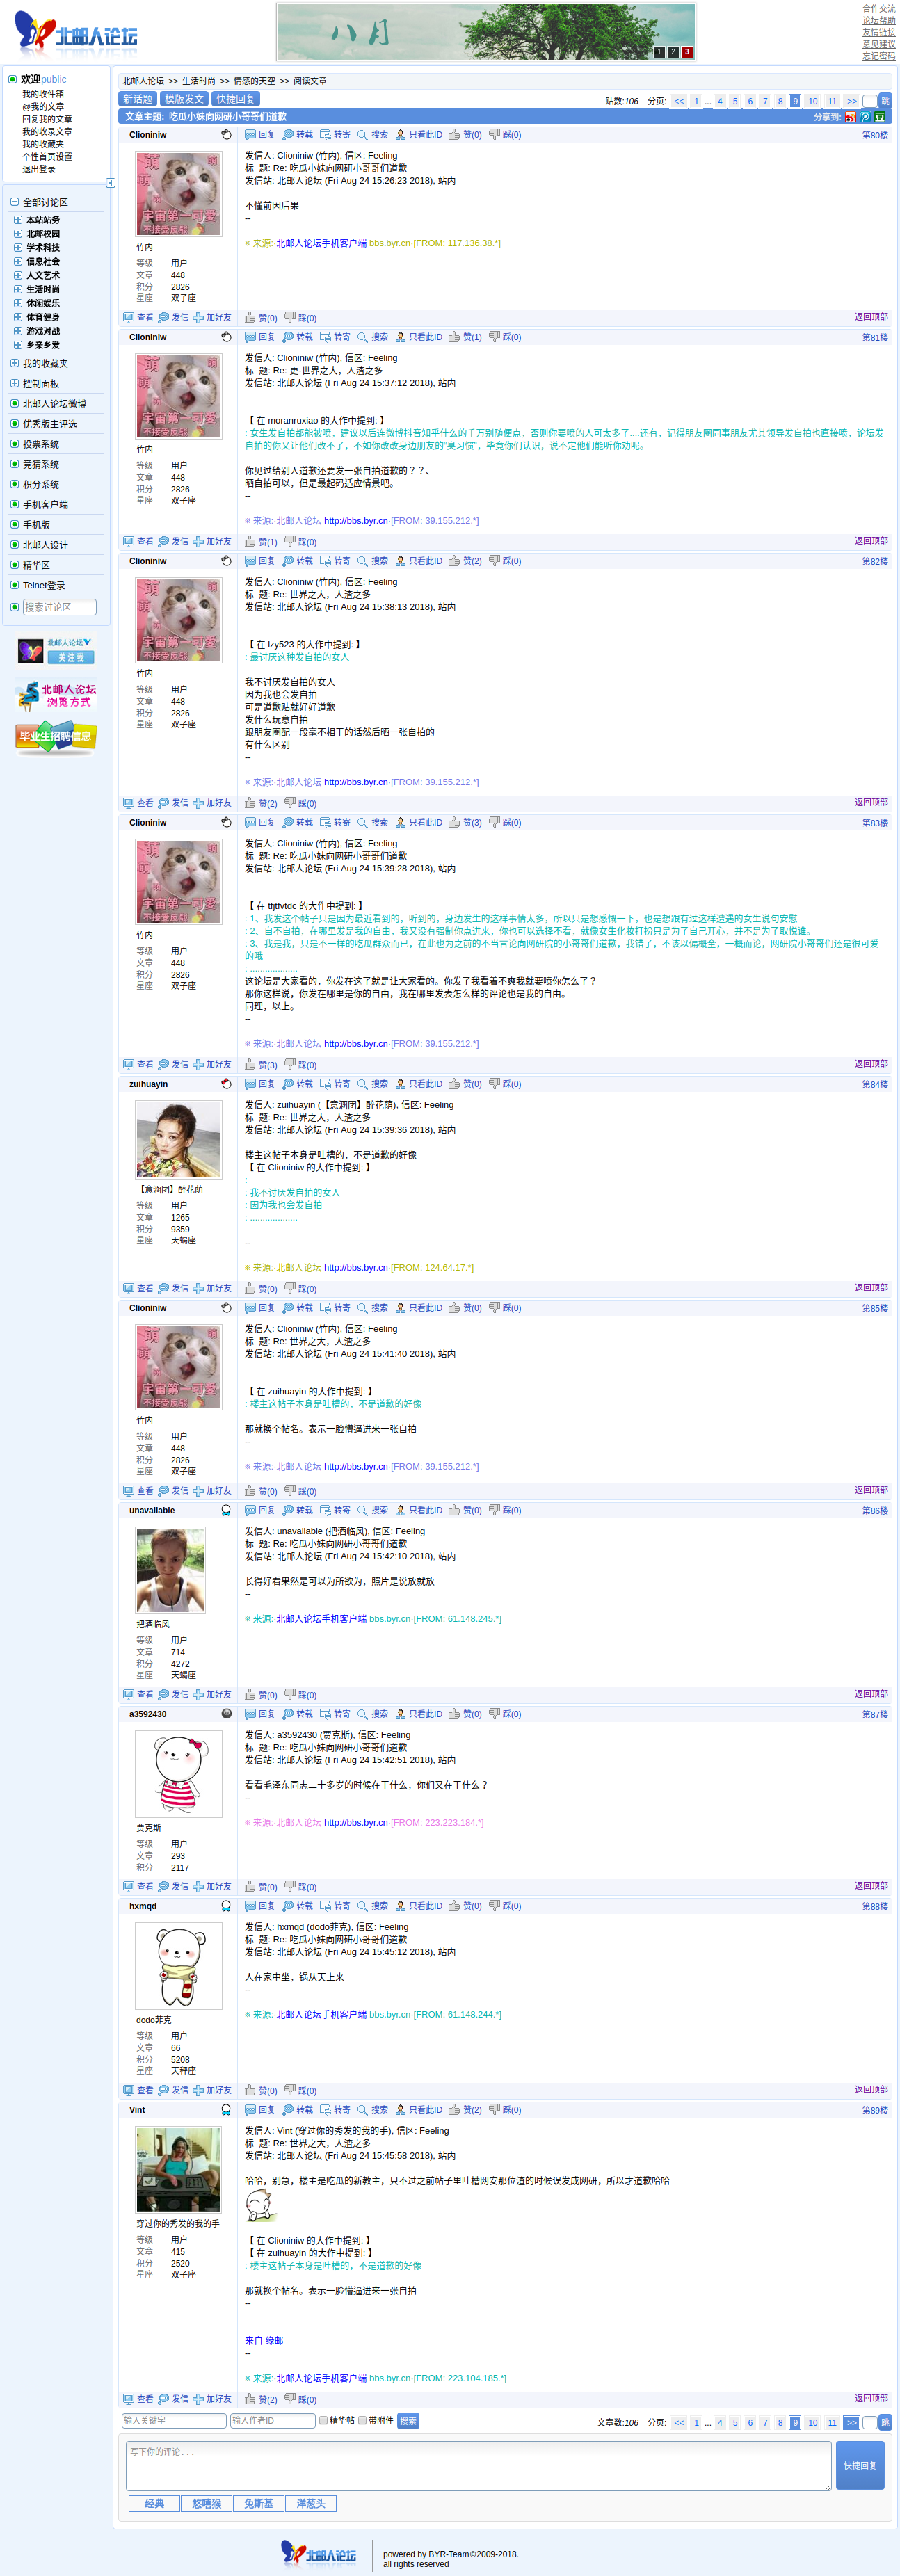 北邮人论坛
八月
1 2 3
合作交流
论坛帮助
友情链接
意见建议
忘记密码
欢迎public
我的收件箱
@我的文章
回复我的文章
我的收录文章
我的收藏夹
个性首页设置
退出登录
全部讨论区
本站站务
北邮校园
学术科技
信息社会
人文艺术
生活时尚
休闲娱乐
体育健身
游戏对战
乡亲乡爱
我的收藏夹
控制面板
北邮人论坛微博
优秀版主评选
投票系统
竞猜系统
积分系统
手机客户端
手机版
北邮人设计
精华区
Telnet登录
搜索讨论区
北邮人论坛
关注我
北邮人论坛
浏览方式
毕业生招聘信息
北邮人论坛 >> 生活时尚 >> 情感的天空 >> 阅读文章
新话题 模版发文 快捷回复
贴数:106 分页: << 1 ... 4 5 6 7 8 9 10 11 >> 跳
文章主题: 吃瓜小妹向网研小哥哥们道歉
分享到:
Clioniniw
回复 转载 转寄 搜索 只看此ID 赞(0) 踩(0) 第80楼
萌
宇宙第一可爱
不接受反驳
竹内
等级 用户
文章 448
积分 2826
星座 双子座
发信人: Clioniniw (竹内), 信区: Feeling
标 题: Re: 吃瓜小妹向网研小哥哥们道歉
发信站: 北邮人论坛 (Fri Aug 24 15:26:23 2018), 站内
不懂前因后果
--
※ 来源:·北邮人论坛手机客户端 bbs.byr.cn·[FROM: 117.136.38.*]
查看 发信 加好友 赞(0) 踩(0) 返回顶部
Clioniniw
回复 转载 转寄 搜索 只看此ID 赞(1) 踩(0) 第81楼
萌
宇宙第一可爱
不接受反驳
竹内
等级 用户
文章 448
积分 2826
星座 双子座
发信人: Clioniniw (竹内), 信区: Feeling
标 题: Re: 更-世界之大，人渣之多
发信站: 北邮人论坛 (Fri Aug 24 15:37:12 2018), 站内
【 在 moranruxiao 的大作中提到: 】
: 女生发自拍都能被喷，建议以后连微博抖音知乎什么的千万别随便点，否则你要喷的人可太多了....还有，记得朋友圈同事朋友尤其领导发自拍也直接喷，论坛发自拍的你又让他们改不了，不如你改改身边朋友的"臭习惯"，毕竟你们认识，说不定他们能听你劝呢。
你见过给别人道歉还要发一张自拍道歉的？？、
晒自拍可以，但是最起码适应情景吧。
--
※ 来源:·北邮人论坛 http://bbs.byr.cn·[FROM: 39.155.212.*]
查看 发信 加好友 赞(1) 踩(0) 返回顶部
Clioniniw
回复 转载 转寄 搜索 只看此ID 赞(2) 踩(0) 第82楼
萌
宇宙第一可爱
不接受反驳
竹内
等级 用户
文章 448
积分 2826
星座 双子座
发信人: Clioniniw (竹内), 信区: Feeling
标 题: Re: 世界之大，人渣之多
发信站: 北邮人论坛 (Fri Aug 24 15:38:13 2018), 站内
【 在 lzy523 的大作中提到: 】
: 最讨厌这种发自拍的女人
我不讨厌发自拍的女人
因为我也会发自拍
可是道歉贴就好好道歉
发什么玩意自拍
跟朋友圈配一段毫不相干的话然后晒一张自拍的
有什么区别
--
※ 来源:·北邮人论坛 http://bbs.byr.cn·[FROM: 39.155.212.*]
查看 发信 加好友 赞(2) 踩(0) 返回顶部
Clioniniw
回复 转载 转寄 搜索 只看此ID 赞(3) 踩(0) 第83楼
萌
宇宙第一可爱
不接受反驳
竹内
等级 用户
文章 448
积分 2826
星座 双子座
发信人: Clioniniw (竹内), 信区: Feeling
标 题: Re: 吃瓜小妹向网研小哥哥们道歉
发信站: 北邮人论坛 (Fri Aug 24 15:39:28 2018), 站内
【 在 tfjtfvtdc 的大作中提到: 】
: 1、我发这个帖子只是因为最近看到的，听到的，身边发生的这样事情太多，所以只是想感慨一下，也是想跟有过这样遭遇的女生说句安慰
: 2、自不自拍，在哪里发是我的自由，我又没有强制你点进来，你也可以选择不看，就像女生化妆打扮只是为了自己开心，并不是为了取悦谁。
: 3、我是我，只是不一样的吃瓜群众而已，在此也为之前的不当言论向网研院的小哥哥们道歉，我错了，不该以偏概全，一概而论，网研院小哥哥们还是很可爱的哦
: ...................
这论坛是大家看的，你发在这了就是让大家看的。你发了我看着不爽我就要喷你怎么了？
那你这样说，你发在哪里是你的自由，我在哪里发表怎么样的评论也是我的自由。
同理，以上。
--
※ 来源:·北邮人论坛 http://bbs.byr.cn·[FROM: 39.155.212.*]
查看 发信 加好友 赞(3) 踩(0) 返回顶部
zuihuayin
回复 转载 转寄 搜索 只看此ID 赞(0) 踩(0) 第84楼
【意涵团】醉花荫
等级 用户
文章 1265
积分 9359
星座 天蝎座
发信人: zuihuayin (【意涵团】醉花荫), 信区: Feeling
标 题: Re: 世界之大，人渣之多
发信站: 北邮人论坛 (Fri Aug 24 15:39:36 2018), 站内
楼主这帖子本身是吐槽的，不是道歉的好像
【 在 Clioniniw 的大作中提到: 】
:
: 我不讨厌发自拍的女人
: 因为我也会发自拍
: ...................
--
※ 来源:·北邮人论坛 http://bbs.byr.cn·[FROM: 124.64.17.*]
查看 发信 加好友 赞(0) 踩(0) 返回顶部
Clioniniw
回复 转载 转寄 搜索 只看此ID 赞(0) 踩(0) 第85楼
萌
宇宙第一可爱
不接受反驳
竹内
等级 用户
文章 448
积分 2826
星座 双子座
发信人: Clioniniw (竹内), 信区: Feeling
标 题: Re: 世界之大，人渣之多
发信站: 北邮人论坛 (Fri Aug 24 15:41:40 2018), 站内
【 在 zuihuayin 的大作中提到: 】
: 楼主这帖子本身是吐槽的，不是道歉的好像
那就换个帖名。表示一脸懵逼进来一张自拍
--
※ 来源:·北邮人论坛 http://bbs.byr.cn·[FROM: 39.155.212.*]
查看 发信 加好友 赞(0) 踩(0) 返回顶部
unavailable
回复 转载 转寄 搜索 只看此ID 赞(0) 踩(0) 第86楼
把酒临风
等级 用户
文章 714
积分 4272
星座 天蝎座
发信人: unavailable (把酒临风), 信区: Feeling
标 题: Re: 吃瓜小妹向网研小哥哥们道歉
发信站: 北邮人论坛 (Fri Aug 24 15:42:10 2018), 站内
长得好看果然是可以为所欲为，照片是说放就放
--
※ 来源:·北邮人论坛手机客户端 bbs.byr.cn·[FROM: 61.148.245.*]
查看 发信 加好友 赞(0) 踩(0) 返回顶部
a3592430
回复 转载 转寄 搜索 只看此ID 赞(0) 踩(0) 第87楼
贾克斯
等级 用户
文章 293
积分 2117
发信人: a3592430 (贾克斯), 信区: Feeling
标 题: Re: 吃瓜小妹向网研小哥哥们道歉
发信站: 北邮人论坛 (Fri Aug 24 15:42:51 2018), 站内
看看毛泽东同志二十多岁的时候在干什么，你们又在干什么？
--
※ 来源:·北邮人论坛 http://bbs.byr.cn·[FROM: 223.223.184.*]
查看 发信 加好友 赞(0) 踩(0) 返回顶部
hxmqd
回复 转载 转寄 搜索 只看此ID 赞(0) 踩(0) 第88楼
dodo菲克
等级 用户
文章 66
积分 5208
星座 天秤座
发信人: hxmqd (dodo菲克), 信区: Feeling
标 题: Re: 吃瓜小妹向网研小哥哥们道歉
发信站: 北邮人论坛 (Fri Aug 24 15:45:12 2018), 站内
人在家中坐，锅从天上来
--
※ 来源:·北邮人论坛手机客户端 bbs.byr.cn·[FROM: 61.148.244.*]
查看 发信 加好友 赞(0) 踩(0) 返回顶部
Vint
回复 转载 转寄 搜索 只看此ID 赞(2) 踩(0) 第89楼
穿过你的秀发的我的手
等级 用户
文章 415
积分 2520
星座 双子座
发信人: Vint (穿过你的秀发的我的手), 信区: Feeling
标 题: Re: 世界之大，人渣之多
发信站: 北邮人论坛 (Fri Aug 24 15:45:58 2018), 站内
哈哈，别急，楼主是吃瓜的新教主，只不过之前帖子里吐槽网安那位渣的时候误发成网研，所以才道歉哈哈
【 在 Clioniniw 的大作中提到: 】
【 在 zuihuayin 的大作中提到: 】
: 楼主这帖子本身是吐槽的，不是道歉的好像
那就换个帖名。表示一脸懵逼进来一张自拍
--
来自 缘邮
--
※ 来源:·北邮人论坛手机客户端 bbs.byr.cn·[FROM: 223.104.185.*]
查看 发信 加好友 赞(2) 踩(0) 返回顶部
输入关键字 输入作者ID 精华帖 带附件 搜索
文章数:106 分页: << 1 ... 4 5 6 7 8 9 10 11 >> 跳
写下你的评论...
快捷回复
经典 悠嘻猴 兔斯基 洋葱头
北邮人论坛
powered by BYR-Team©2009-2018.
all rights reserved